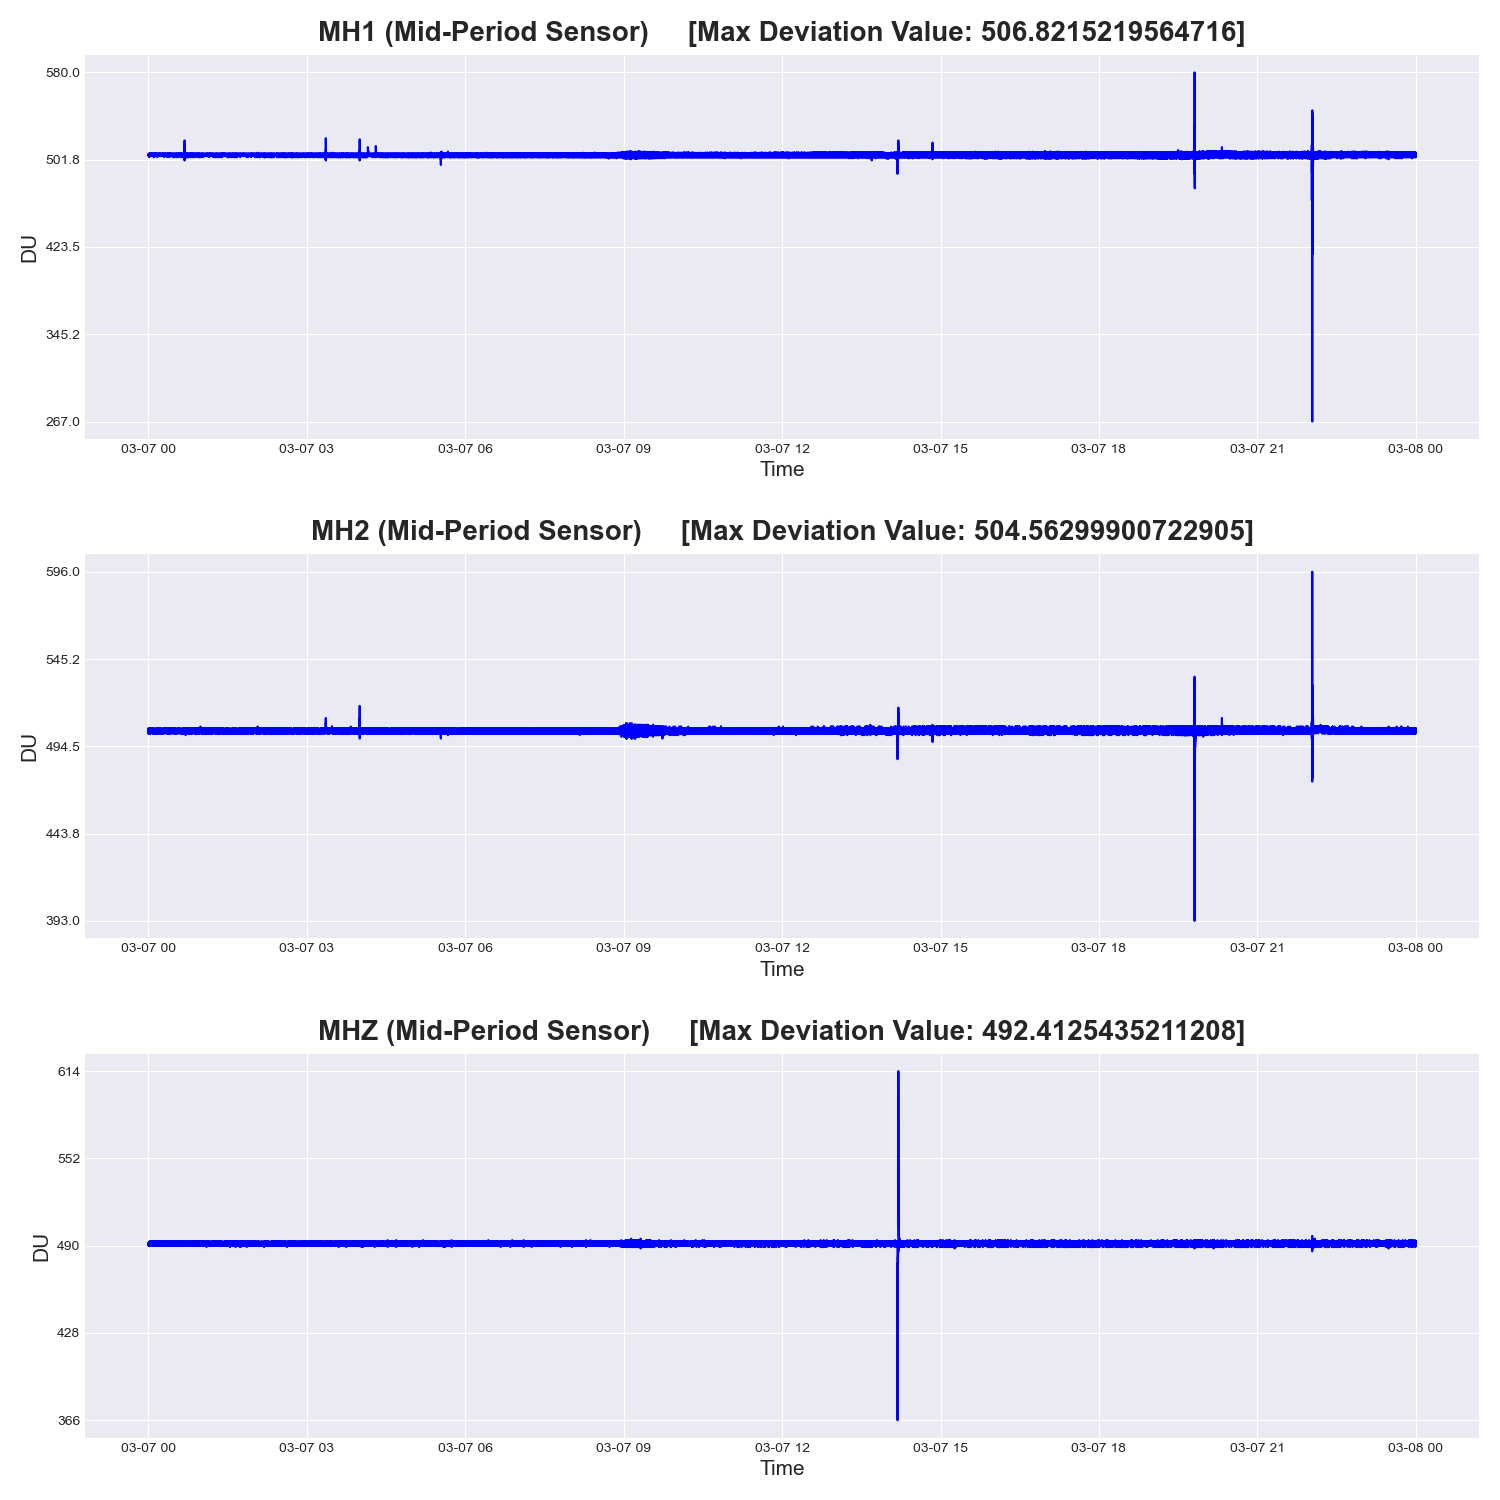 MH1 (Mid-Period Sensor)     [Max Deviation Value: 506.8215219564716]
580.0
501.8
423.5
345.2
267.0
DU
03-07 00 03-07 03 03-07 06 03-07 09 03-07 12 03-07 15 03-07 18 03-07 21 03-08 00
Time
MH2 (Mid-Period Sensor)     [Max Deviation Value: 504.56299900722905]
596.0
545.2
494.5
443.8
393.0
DU
03-07 00 03-07 03 03-07 06 03-07 09 03-07 12 03-07 15 03-07 18 03-07 21 03-08 00
Time
MHZ (Mid-Period Sensor)     [Max Deviation Value: 492.4125435211208]
614
552
490
428
366
DU
03-07 00 03-07 03 03-07 06 03-07 09 03-07 12 03-07 15 03-07 18 03-07 21 03-08 00
Time